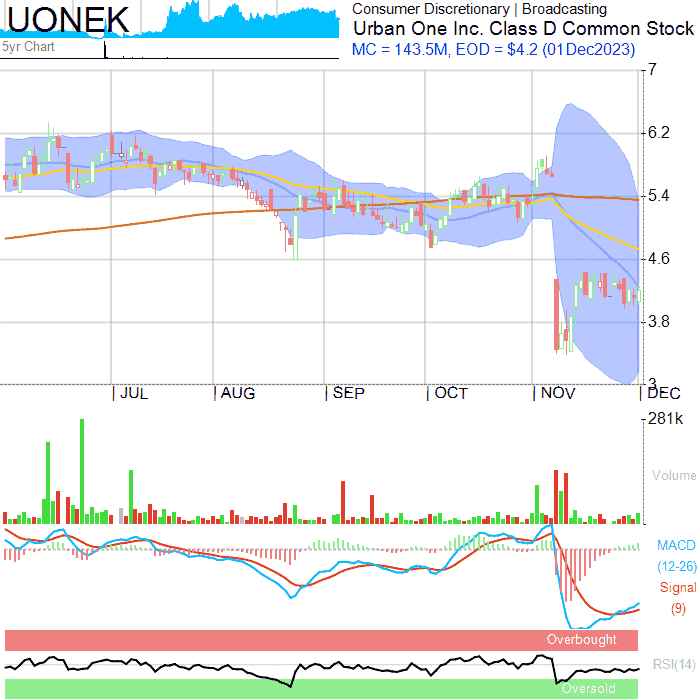 UONEK
Consumer Discretionary | Broadcasting
Urban One Inc. Class D Common Stock
5yr Chart
MC = 143.5M, EOD = $4.2 (01Dec2023)
7
6.2
5.4
4.6
3.8
3
JUL AUG SEP OCT NOV DEC
281k
Volume
MACD
(12-26)
Signal
(9)
Overbought
RSI(14)
Oversold